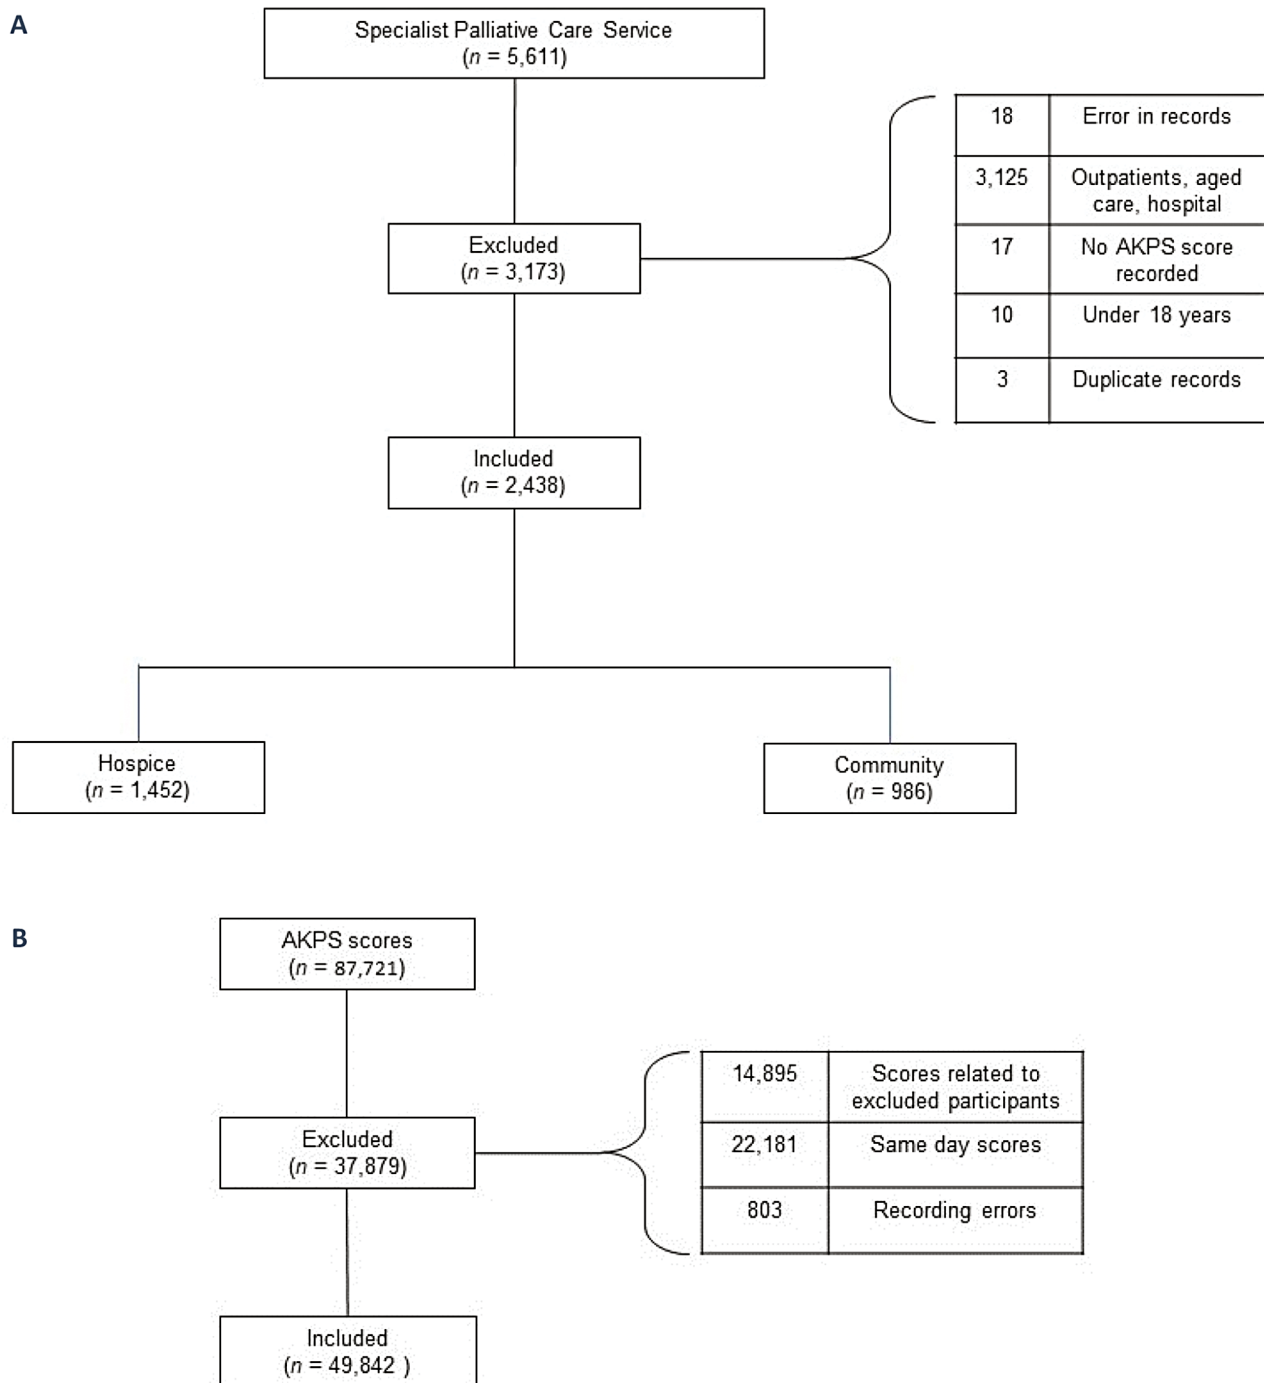 A
Specialist Palliative Care Service
(n = 5,611)
18 Error in records
3,125 Outpatients, aged
care, hospital
17 No AKPS score
recorded
10 Under 18 years
3 Duplicate records
Excluded
(n = 3,173)
Included
(n = 2,438)
Hospice
(n = 1,452)
Community
(n = 986)
B
AKPS scores
(n = 87,721)
Excluded
(n = 37,879)
14,895 Scores related to
excluded participants
22,181 Same day scores
803 Recording errors
Included
(n = 49,842 )